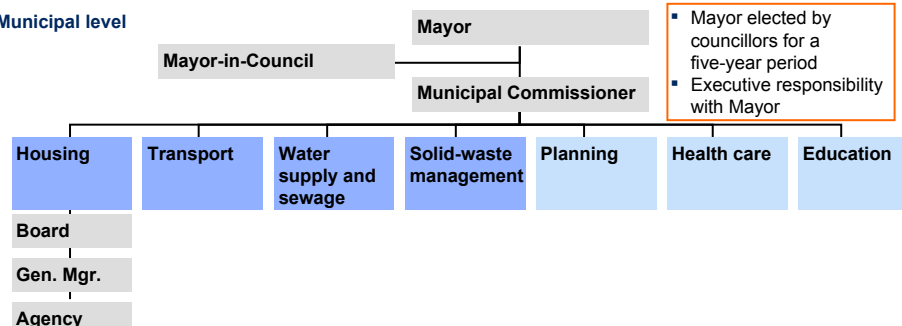 Municipal level
Mayor
Mayor-in-Council
Municipal Commissioner
▪ Mayor elected by
councillors for a
five-year period
▪ Executive responsibility
with Mayor
Housing
Transport
Water
supply and
sewage
Solid-waste
management
Planning
Health care
Education
Board
Gen. Mgr.
Agency